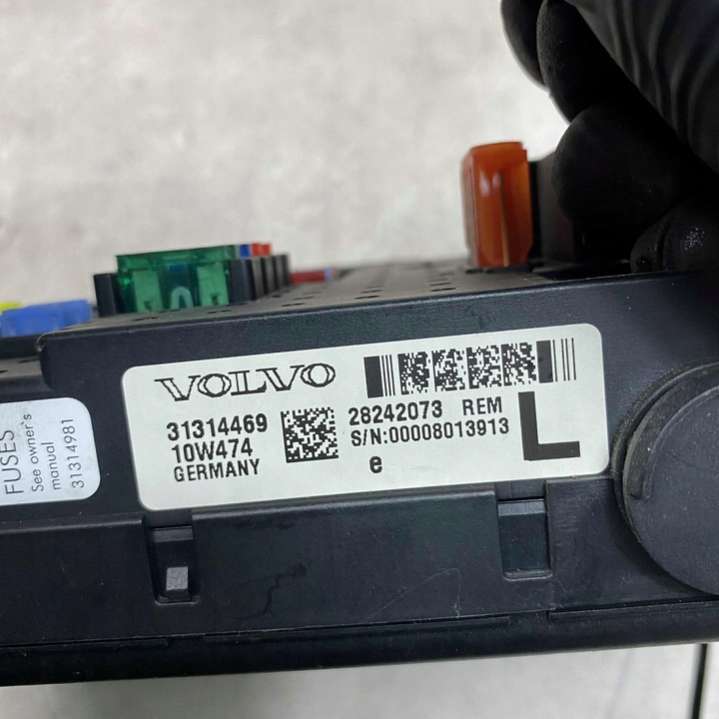 VOLVO
31314469
10W474
GERMANY
28242073 REM
S/N:00008013913
e
L
FUSES
See owner's
manual
31314981